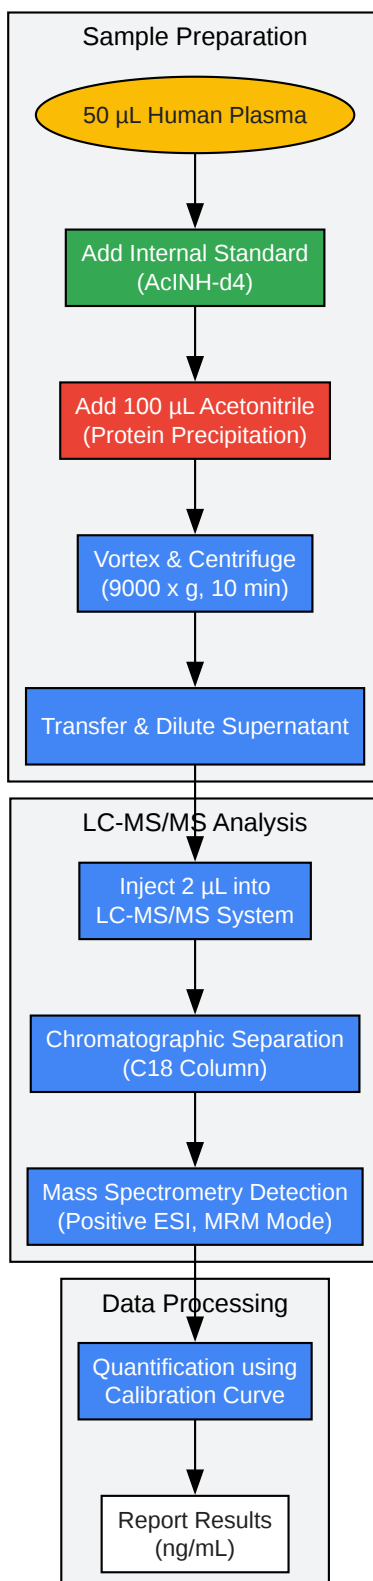 Sample Preparation
50 µL Human Plasma
Add Internal Standard
(AcINH-d4)
Add 100 µL Acetonitrile
(Protein Precipitation)
Vortex & Centrifuge
(9000 x g, 10 min)
Transfer & Dilute Supernatant
LC-MS/MS Analysis
Inject 2 µL into
LC-MS/MS System
Chromatographic Separation
(C18 Column)
Mass Spectrometry Detection
(Positive ESI, MRM Mode)
Data Processing
Quantification using
Calibration Curve
Report Results
(ng/mL)